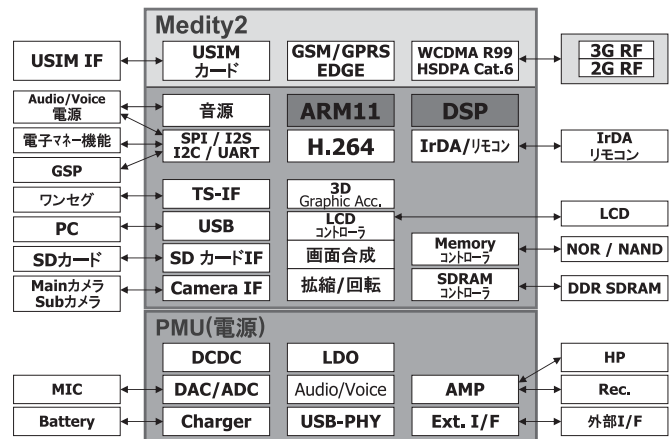 Medity2
USIM IF
USIM
カード
GSM/GPRS
EDGE
WCDMA R99
HSDPA Cat.6
3G RF
2G RF
Audio/Voice
電源
音源
ARM11
DSP
電子マネー機能
SPI / I2S
I2C / UART
H.264
IrDA/リモコン
IrDA
リモコン
GSP
ワンセグ
TS-IF
3D
Graphic Acc.
PC
USB
LCD
コントローラ
LCD
SDカード
SD カードIF
画面合成
Memory
コントローラ
NOR / NAND
Mainカメラ
Subカメラ
Camera IF
拡縮/回転
SDRAM
コントローラ
DDR SDRAM
PMU(電源)
DCDC
LDO
HP
MIC
DAC/ADC
Audio/Voice
AMP
Rec.
Battery
Charger
USB-PHY
Ext. I/F
外部I/F